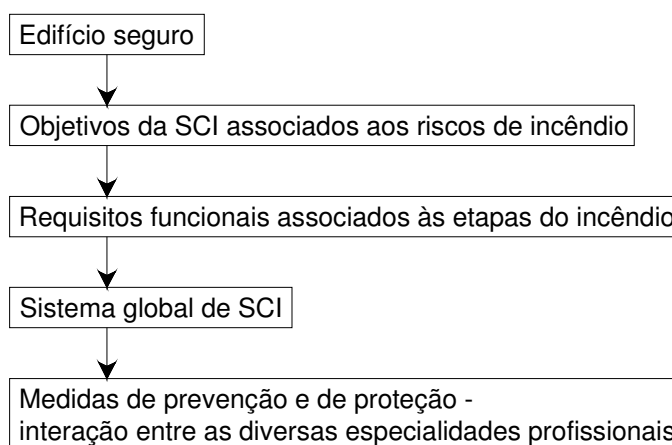 Edifício seguro
Objetivos da SCI associados aos riscos de incêndio
Requisitos funcionais associados às etapas do incêndio
Sistema global de SCI
Medidas de prevenção e de proteção -
interação entre as diversas especialidades profissionais